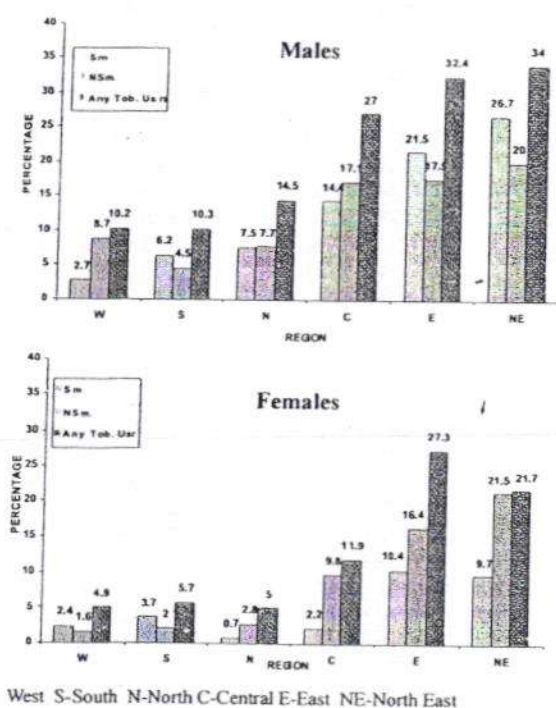 Males
40
35
30
25
20
15
10
5
0
PERCENTAGE
Sm
NSm.
Any Tob. Us rs
2.7 8.7 10.2
6.2 4.5 10.3
7.5 7.7 14.5
14.4 17.1 27
21.5 17.5 32.4
26.7 20 34
W S N C E NE
REGION
Females
40
35
30
25
20
15
10
5
0
PERCENTAGE
Sm
NSm.
Any Tob. Usr
2.4 1.6 4.9
3.7 2 5.7
0.7 2.8 5
2.2 9.8 11.9
10.4 16.4 27.3
9.7 21.5 21.7
W S N C E NE
REGION
West S-South N-North C-Central E-East NE-North East